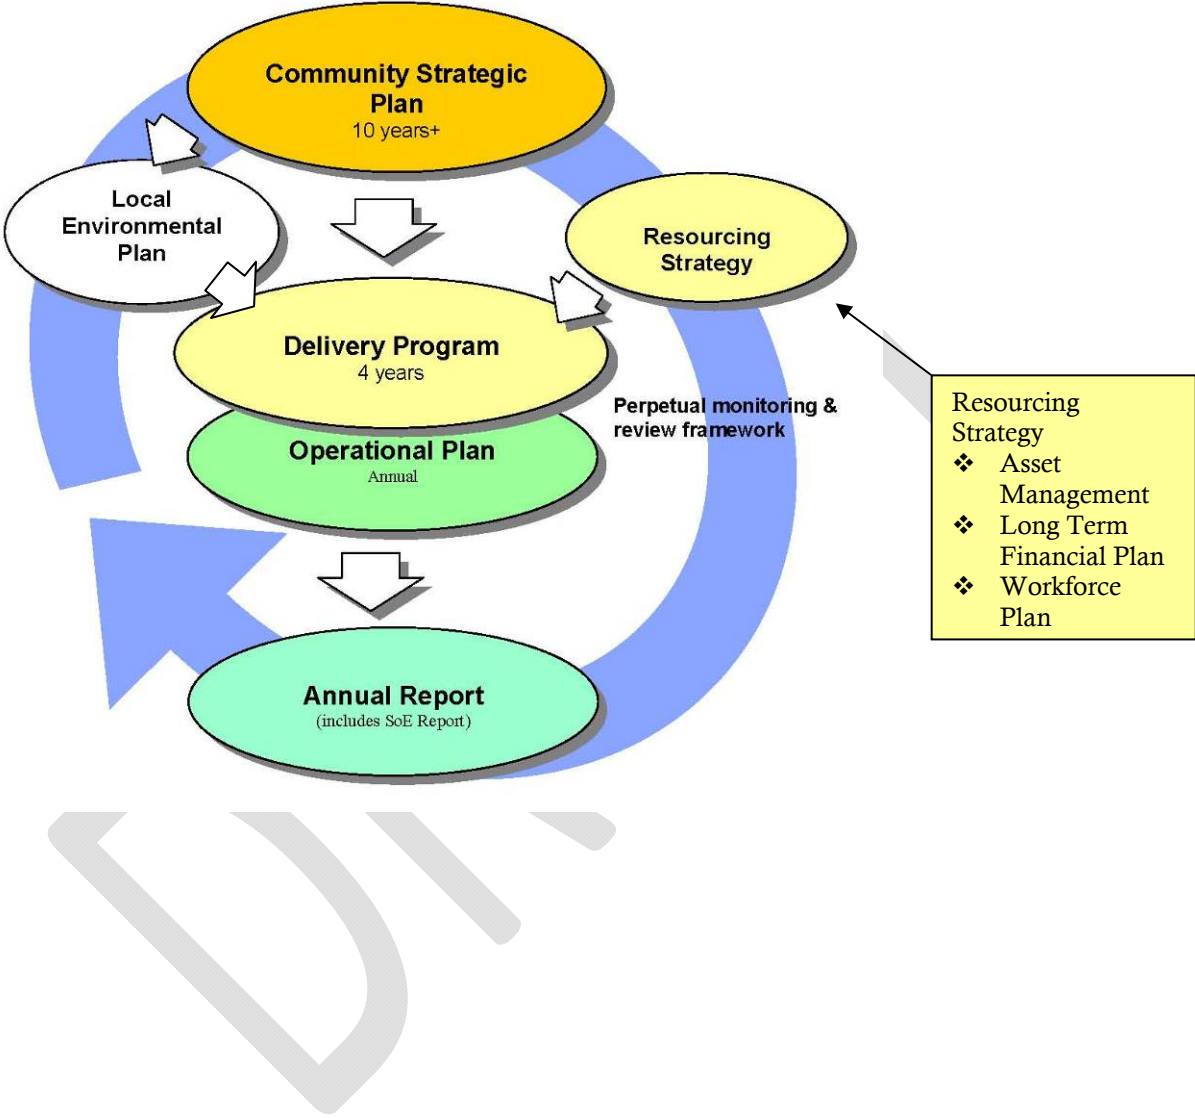 Community Strategic
Plan
10 years+
Local
Environmental
Plan
Resourcing
Strategy
Delivery Program
4 years
Perpetual monitoring &
review framework
Operational Plan
Annual
Annual Report
(includes SoE Report)
Resourcing
Strategy
❖ Asset
Management
❖ Long Term
Financial Plan
❖ Workforce
Plan